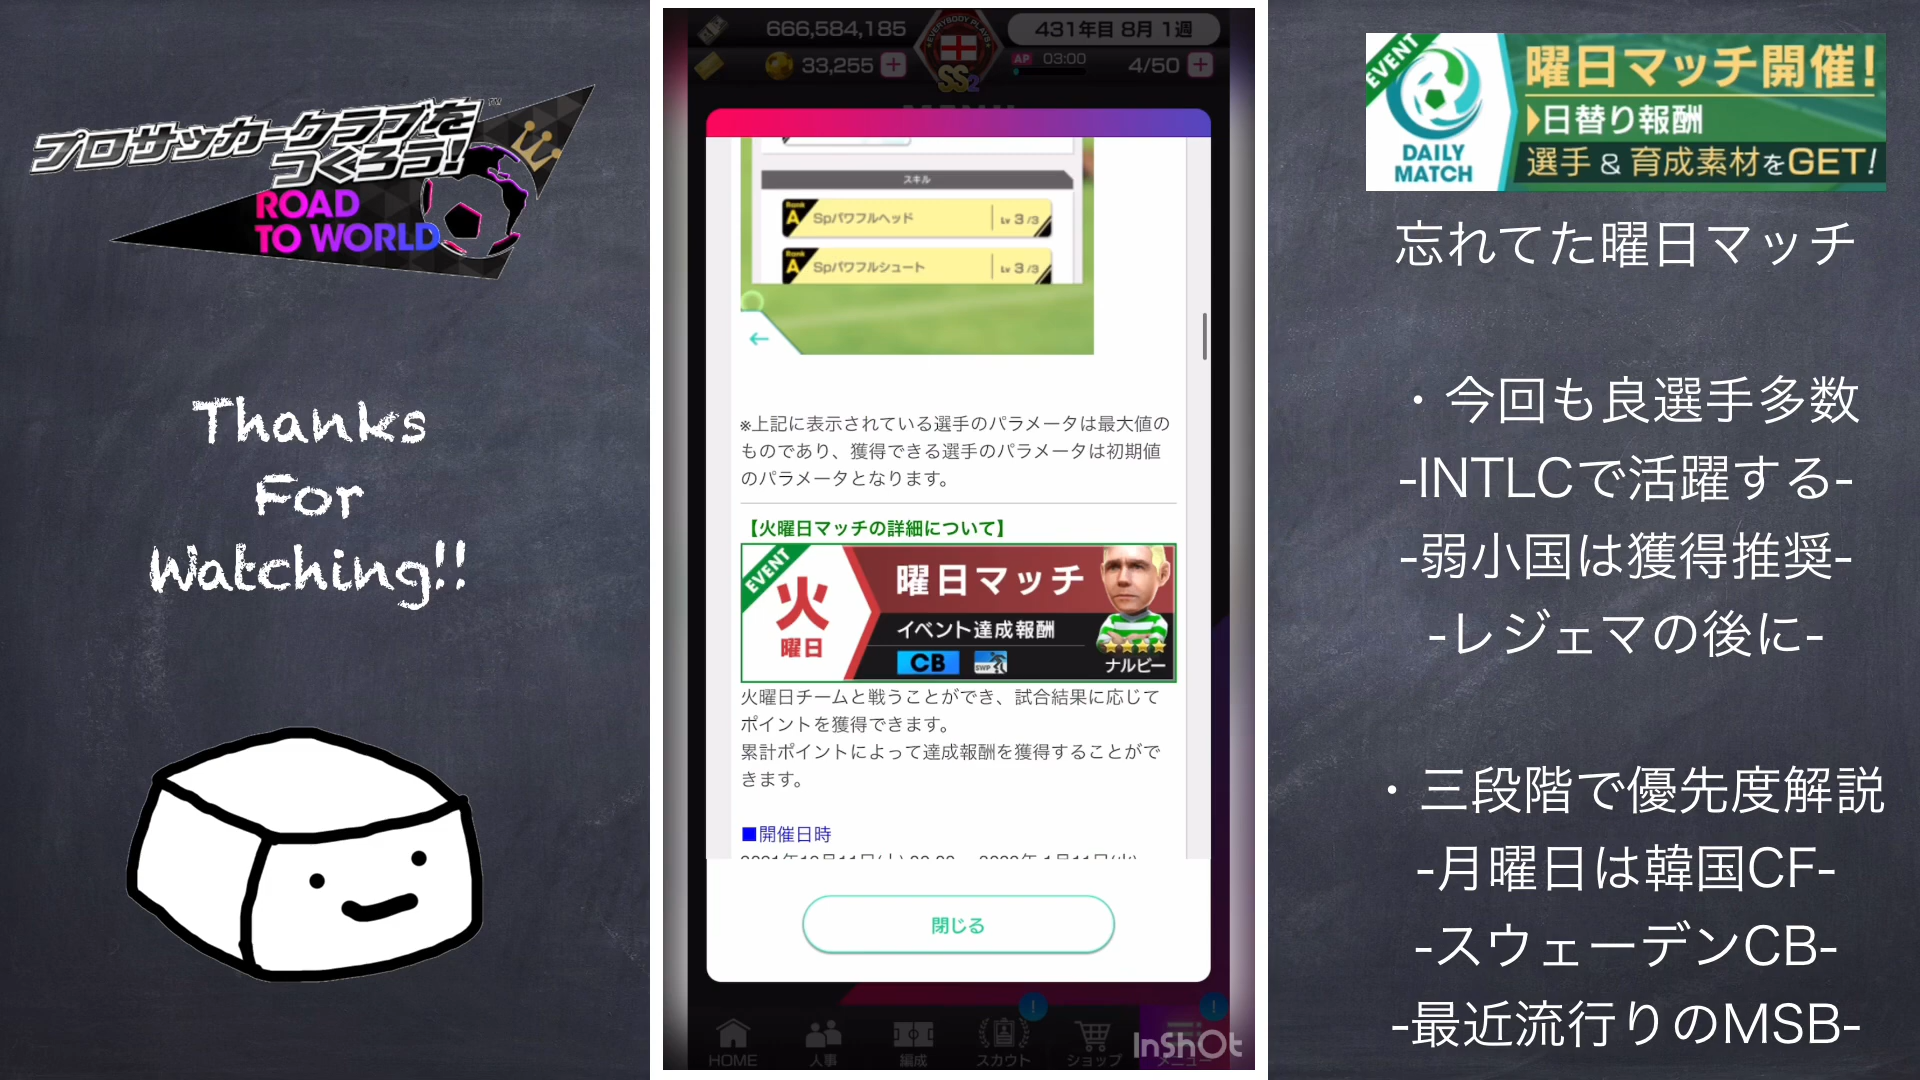 プロサッカークラブを
つくろう!
ROAD
TO WORLD
Thanks
For
Watching!!
666,584,185
EVERYBODY PLAYS
431年目 8月 1週
33,255
SS2
AP 03:00
4/50
スキル
Rank A Spパワフルヘッド Lv 3/3
Rank A Spパワフルシュート Lv 3/3
※上記に表示されている選手のパラメータは最大値の
ものであり、獲得できる選手のパラメータは初期値
のパラメータとなります。
【火曜日マッチの詳細について】
EVENT
火
曜日
曜日マッチ
イベント達成報酬
CB SWP
ナルビー
火曜日チームと戦うことができ、試合結果に応じて
ポイントを獲得できます。
累計ポイントによって達成報酬を獲得することがで
きます。
■開催日時
閉じる
HOME
人事
編成
スカウト
ショップ
メニュー
InShOt
EVENT
DAILY
MATCH
曜日マッチ開催!
日替り報酬
選手&育成素材をGET!
忘れてた曜日マッチ
・今回も良選手多数
-INTLCで活躍する-
-弱小国は獲得推奨-
-レジェマの後に-
・三段階で優先度解説
-月曜日は韓国CF-
-スウェーデンCB-
-最近流行りのMSB-